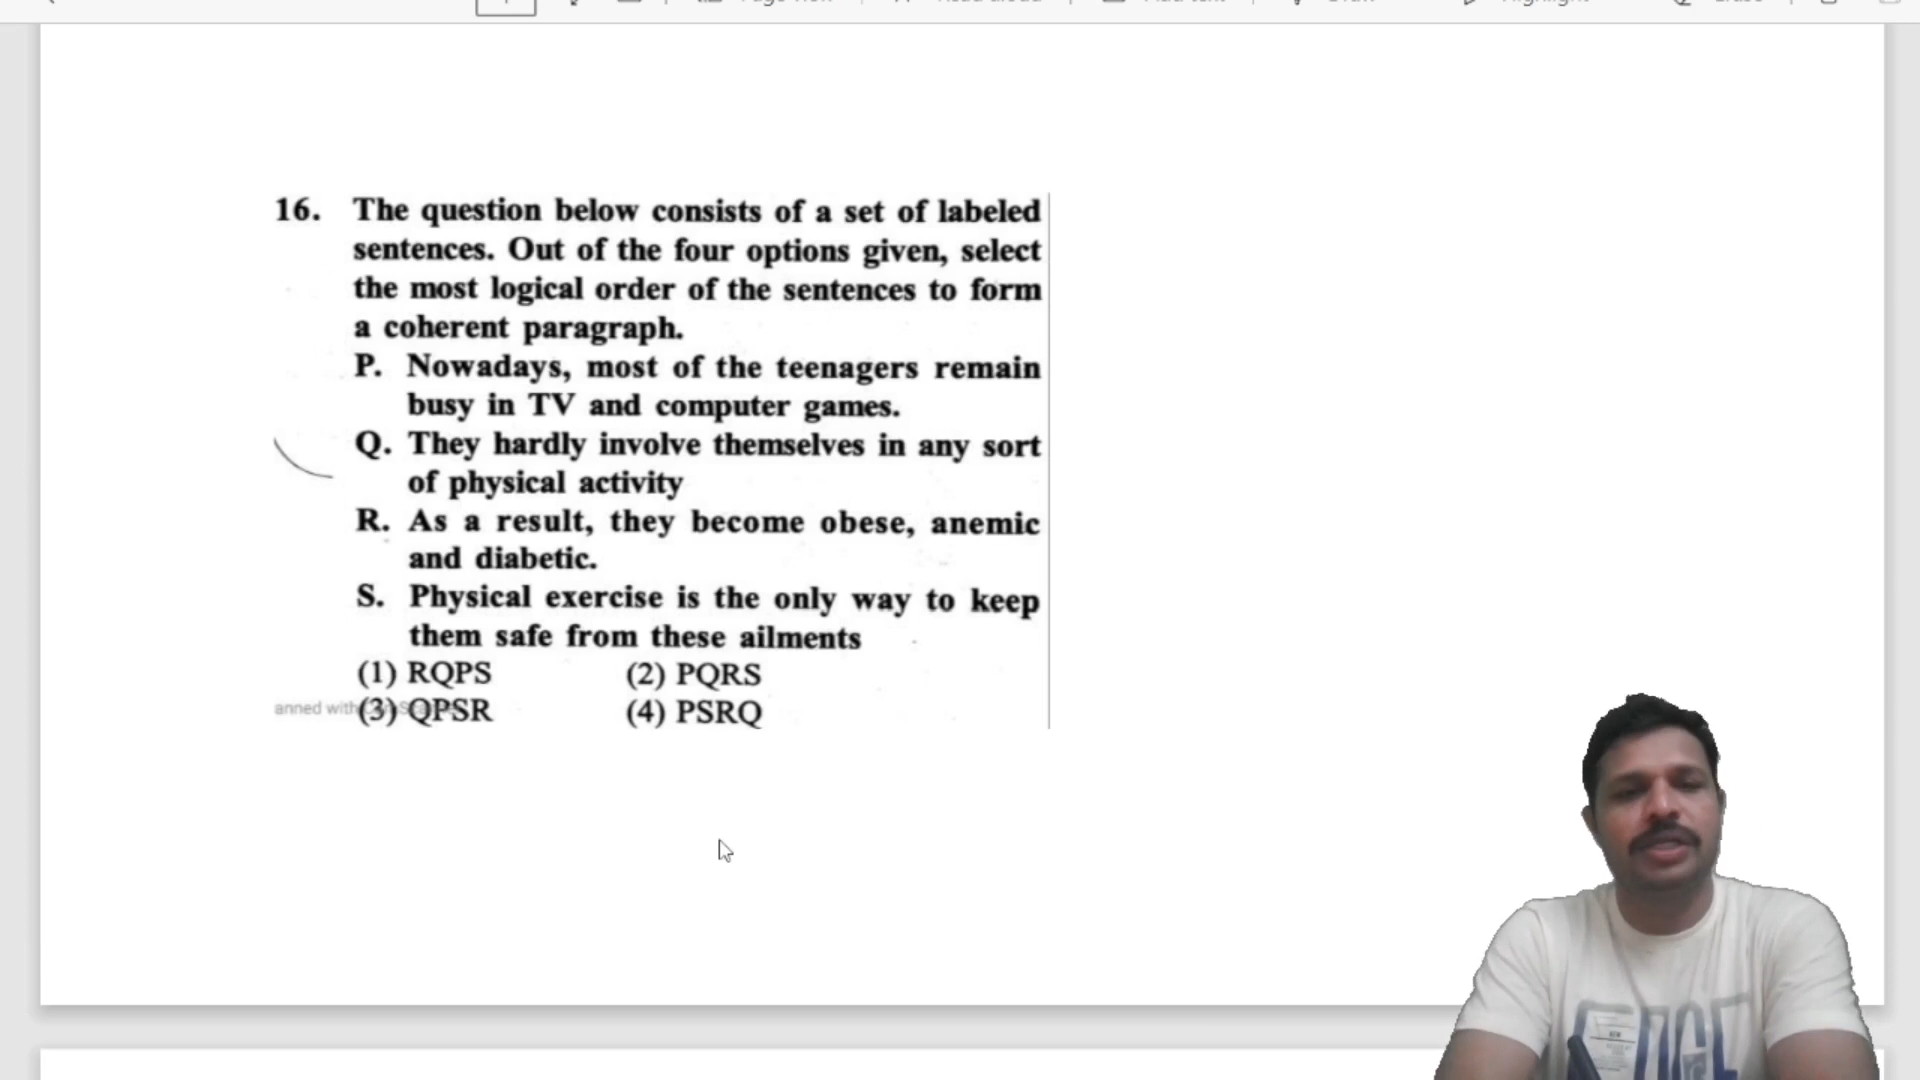 16. The question below consists of a set of labeled
sentences. Out of the four options given, select
the most logical order of the sentences to form
a coherent paragraph.
P. Nowadays, most of the teenagers remain
busy in TV and computer games.
Q. They hardly involve themselves in any sort
of physical activity
R. As a result, they become obese, anemic
and diabetic.
S. Physical exercise is the only way to keep
them safe from these ailments
(1) RQPS (2) PQRS
anned with (3) QPSR (4) PSRQ